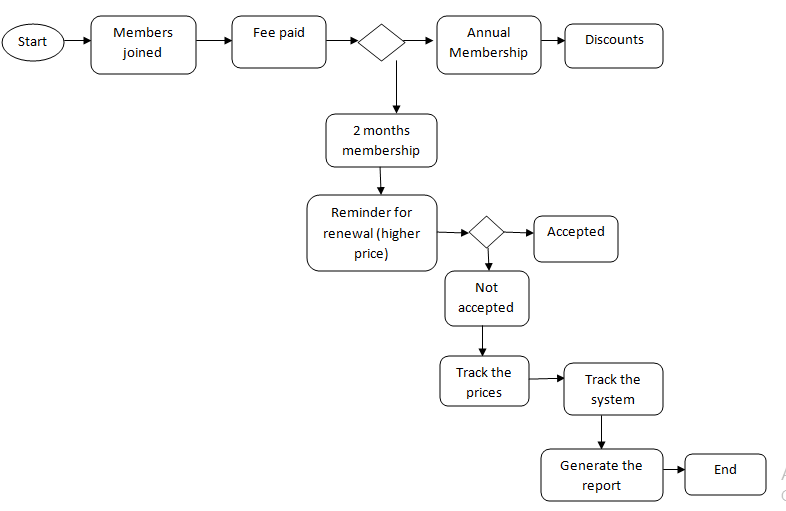 Start
Members
joined
Fee paid
Annual
Membership
Discounts
2 months
membership
Reminder for
renewal (higher
price)
Accepted
Not
accepted
Track the
prices
Track the
system
Generate the
report
End